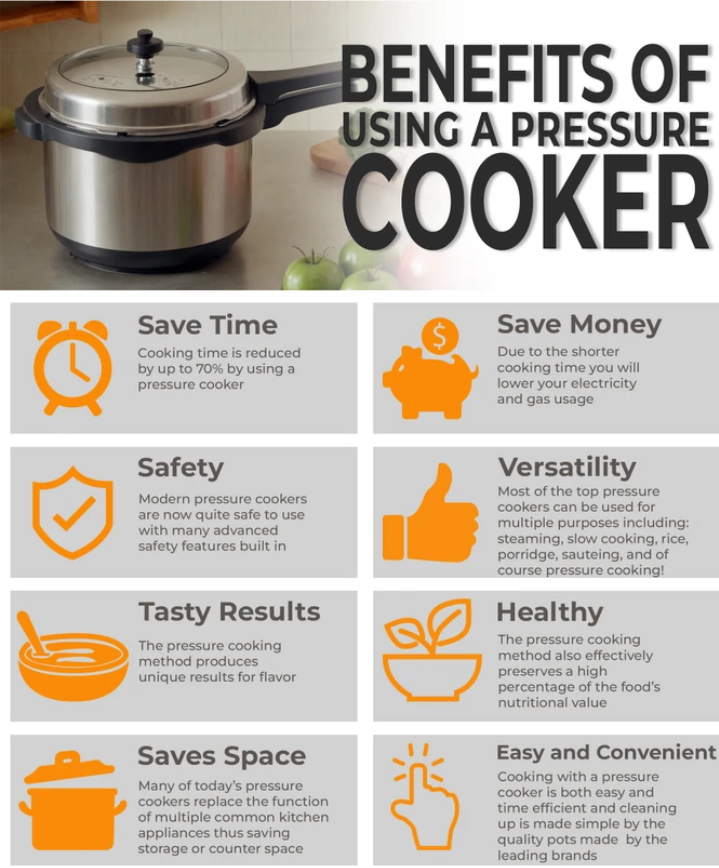 BENEFITS OF
USING A PRESSURE
COOKER
Save Time
Cooking time is reduced
by up to 70% by using a
pressure cooker
$
Save Money
Due to the shorter
cooking time you will
lower your electricity
and gas usage
Safety
Modern pressure cookers
are now quite safe to use
with many advanced
safety features built in
Versatility
Most of the top pressure
cookers can be used for
multiple purposes including:
steaming, slow cooking, rice,
porridge, sauteing, and of
course pressure cooking!
Tasty Results
The pressure cooking
method produces
unique results for flavor
Healthy
The pressure cooking
method also effectively
preserves a high
percentage of the food's
nutritional value
Saves Space
Many of today's pressure
cookers replace the function
of multiple common kitchen
appliances thus saving
storage or counter space
Easy and Convenient
Cooking with a pressure
cooker is both easy and
time efficient and cleaning
up is made simple by the
quality pots made by the
leading brands